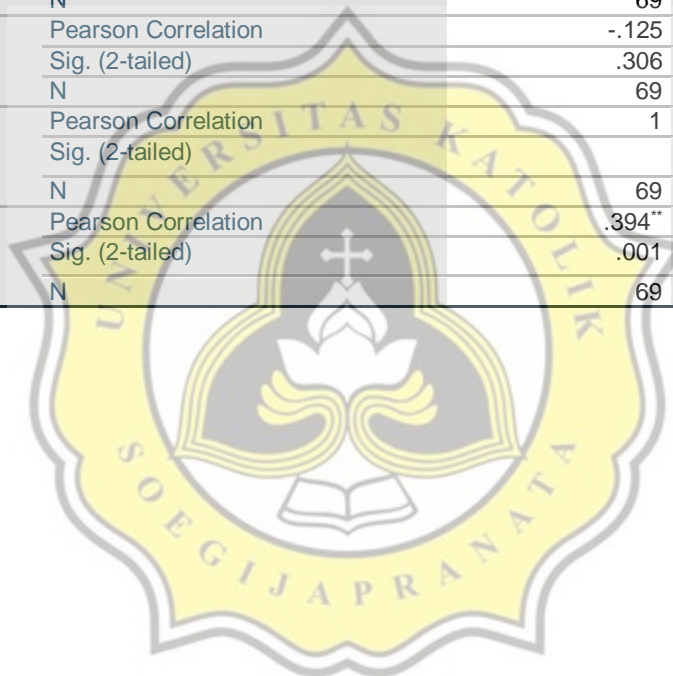 N 69
Pearson Correlation -.125
Sig. (2-tailed) .306
N 69
Pearson Correlation 1
Sig. (2-tailed)
N 69
Pearson Correlation .394**
Sig. (2-tailed) .001
N 69
UNIVERSITAS KATOLIK
SOEGIJAPRANATA